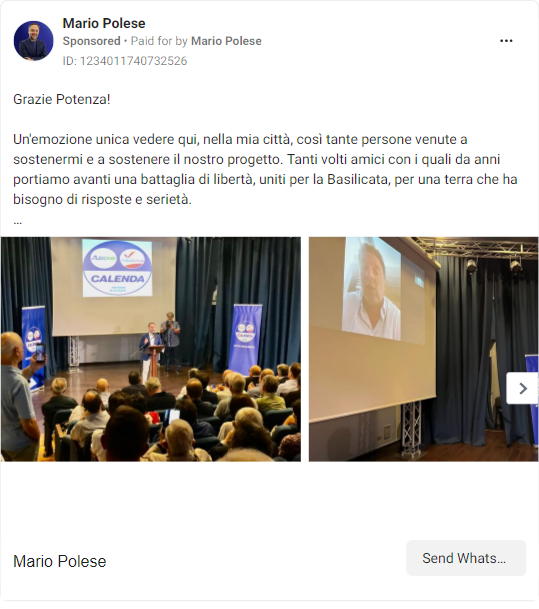 Mario Polese
Sponsored • Paid for by Mario Polese
ID: 1234011740732526
Grazie Potenza!
Un'emozione unica vedere qui, nella mia città, così tante persone venute a
sostenermi e a sostenere il nostro progetto. Tanti volti amici con i quali da anni
portiamo avanti una battaglia di libertà, uniti per la Basilicata, per una terra che ha
bisogno di risposte e serietà.
...
CALENDA
Mario Polese
Send Whats...